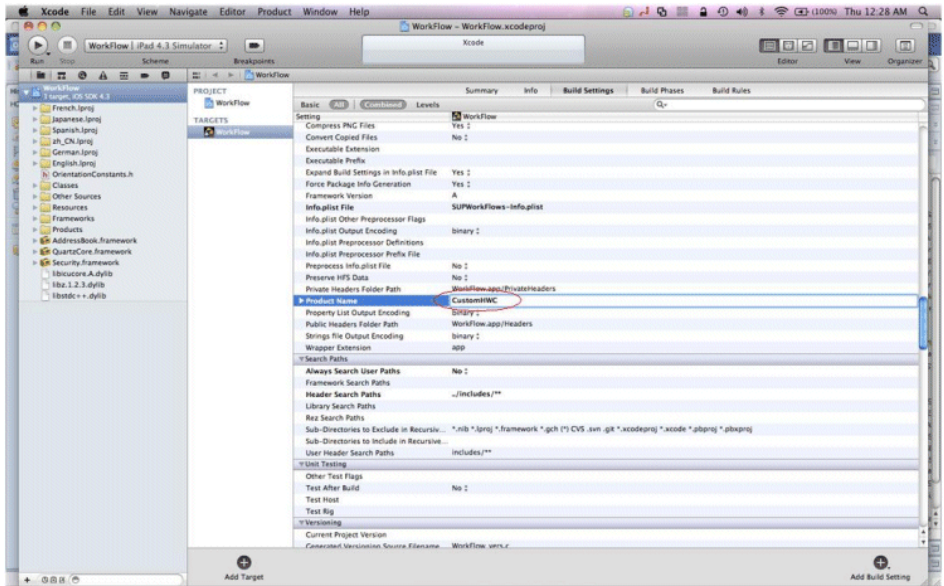 Xcode File Edit View Navigate Editor Product Window Help (100%) Thu 12:28 AM
WorkFlow - WorkFlow.xcodeproj
WorkFlow | iPad 4.3 Simulator
Xcode
Run Stop Scheme Breakpoints Editor View Organizer
WorkFlow
WorkFlow
1 target, iOS SDK 4.3
French.lproj
Japanese.lproj
Spanish.lproj
zh_CN.lproj
German.lproj
English.lproj
OrientationConstants.h
Classes
Other Sources
Resources
Frameworks
Products
AddressBook.framework
QuartzCore.framework
Security.framework
libicucore.A.dylib
libz.1.2.3.dylib
libstdc++.dylib
PROJECT
WorkFlow
TARGETS
WorkFlow
Summary Info Build Settings Build Phases Build Rules
Basic All Combined Levels
Setting WorkFlow
Compress PNG Files Yes
Convert Copied Files No
Executable Extension
Executable Prefix
Expand Build Settings in Info.plist File Yes
Force Package Info Generation Yes
Framework Version A
Info.plist File SUPWorkFlows-Info.plist
Info.plist Other Preprocessor Flags
Info.plist Output Encoding binary
Info.plist Preprocessor Definitions
Info.plist Preprocessor Prefix File
Preprocess Info.plist File No
Preserve HFS Data No
Private Headers Folder Path WorkFlow.app/PrivateHeaders
Product Name CustomHWC
Property List Output Encoding binary
Public Headers Folder Path WorkFlow.app/Headers
Strings file Output Encoding binary
Wrapper Extension app
Search Paths
Always Search User Paths No
Framework Search Paths
Header Search Paths ../includes/**
Library Search Paths
Rez Search Paths
Sub-Directories to Exclude in Recursiv... *.nib *.lproj *.framework *.gch (*) CVS .svn .git *.xcodeproj *.xcode *.pbproj *.pbxproj
Sub-Directories to Include in Recursive...
User Header Search Paths includes/**
Unit Testing
Other Test Flags
Test After Build No
Test Host
Test Rig
Versioning
Current Project Version
Generated Versioning Source Filename WorkFlow_vers.c
Add Target Add Build Setting